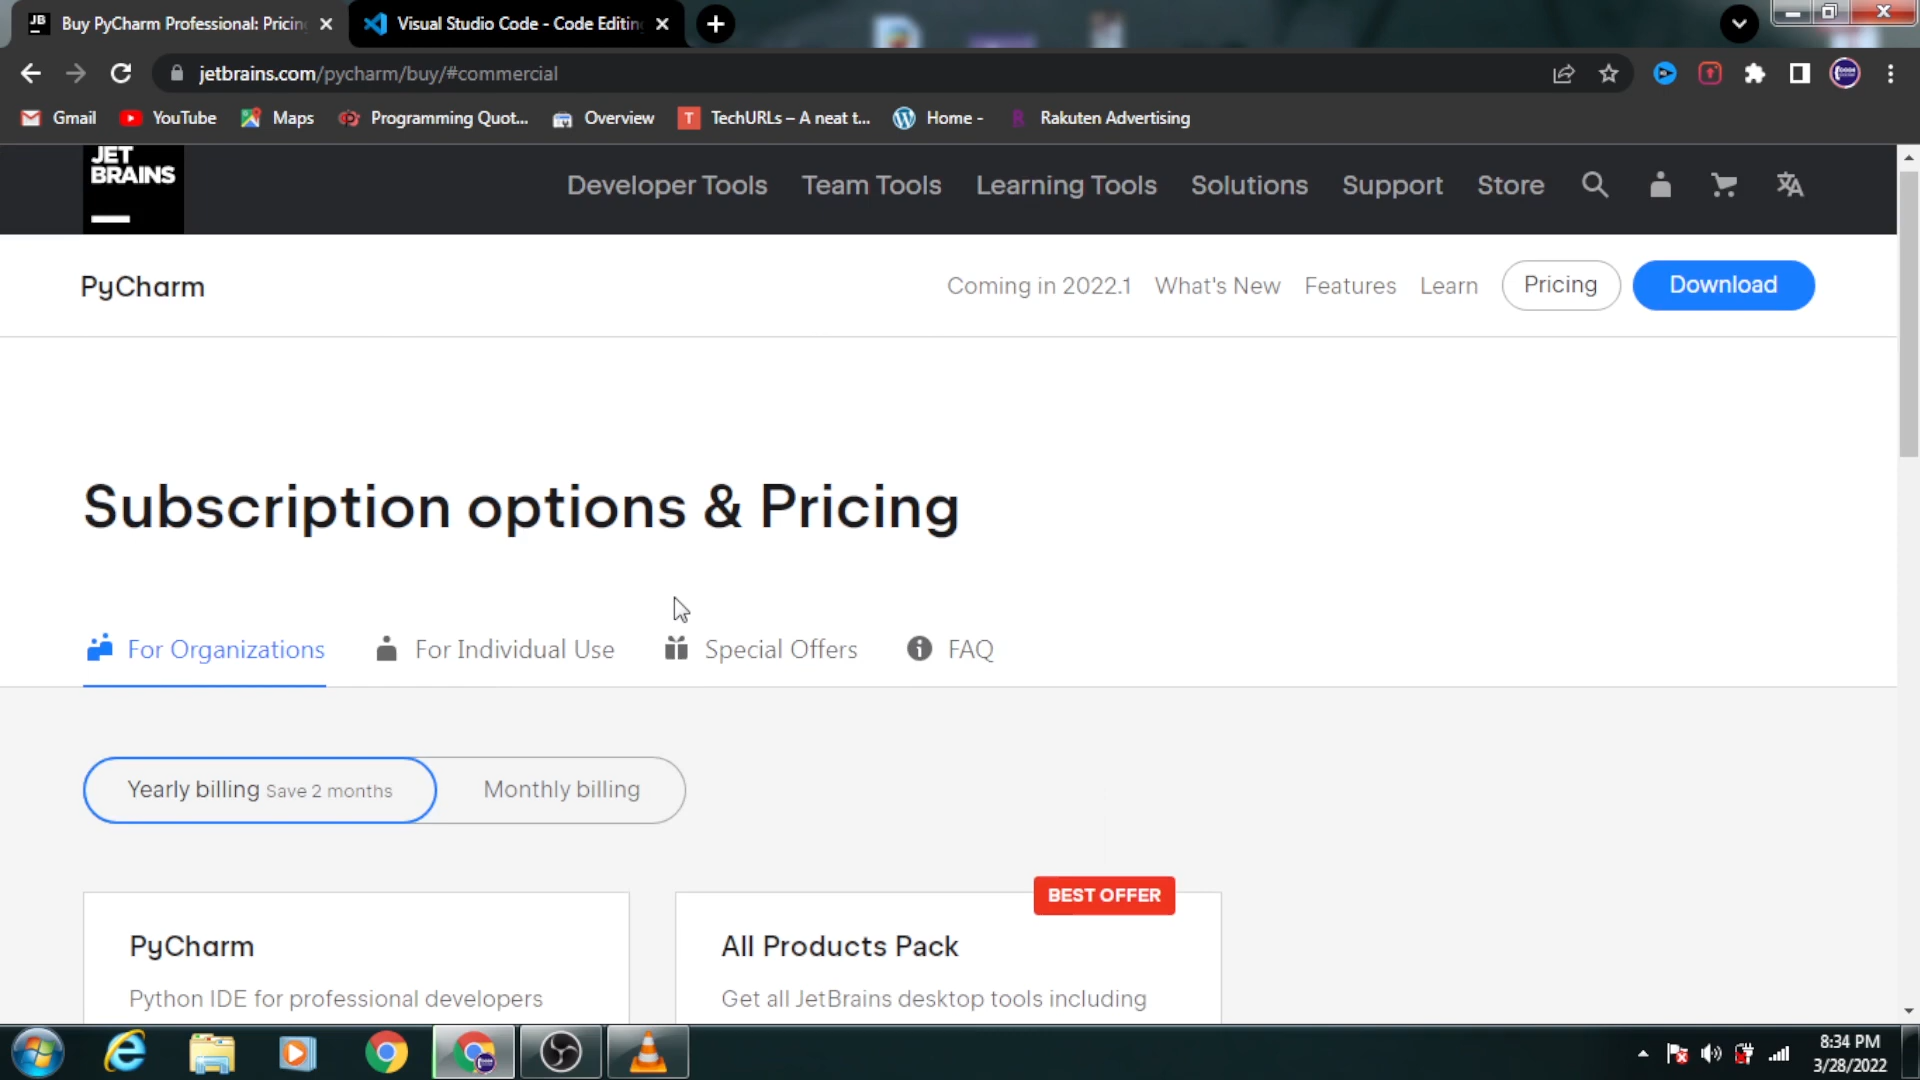 Buy PyCharm Professional: Pricin
Visual Studio Code - Code Editin
jetbrains.com/pycharm/buy/#commercial
Gmail YouTube Maps Programming Quot... Overview TechURLs – A neat t... Home - Rakuten Advertising
JET
BRAINS
Developer Tools Team Tools Learning Tools Solutions Support Store
PyCharm
Coming in 2022.1 What's New Features Learn Pricing Download
Subscription options & Pricing
For Organizations For Individual Use Special Offers FAQ
Yearly billing Save 2 months Monthly billing
BEST OFFER
PyCharm
Python IDE for professional developers
All Products Pack
Get all JetBrains desktop tools including
8:34 PM
3/28/2022